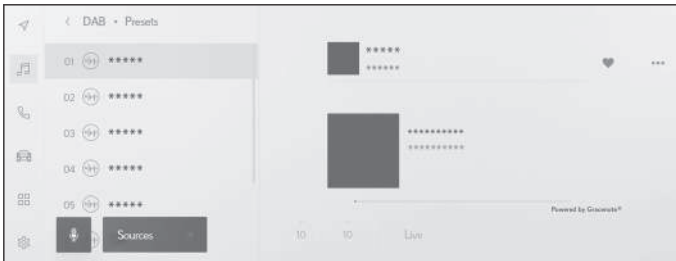 DAB • Presets
01 *****
*****
******
02 *****
03 *****
**********
**********
04 *****
05 *****
Powered by Gracenote®
Sources
10 10 Live